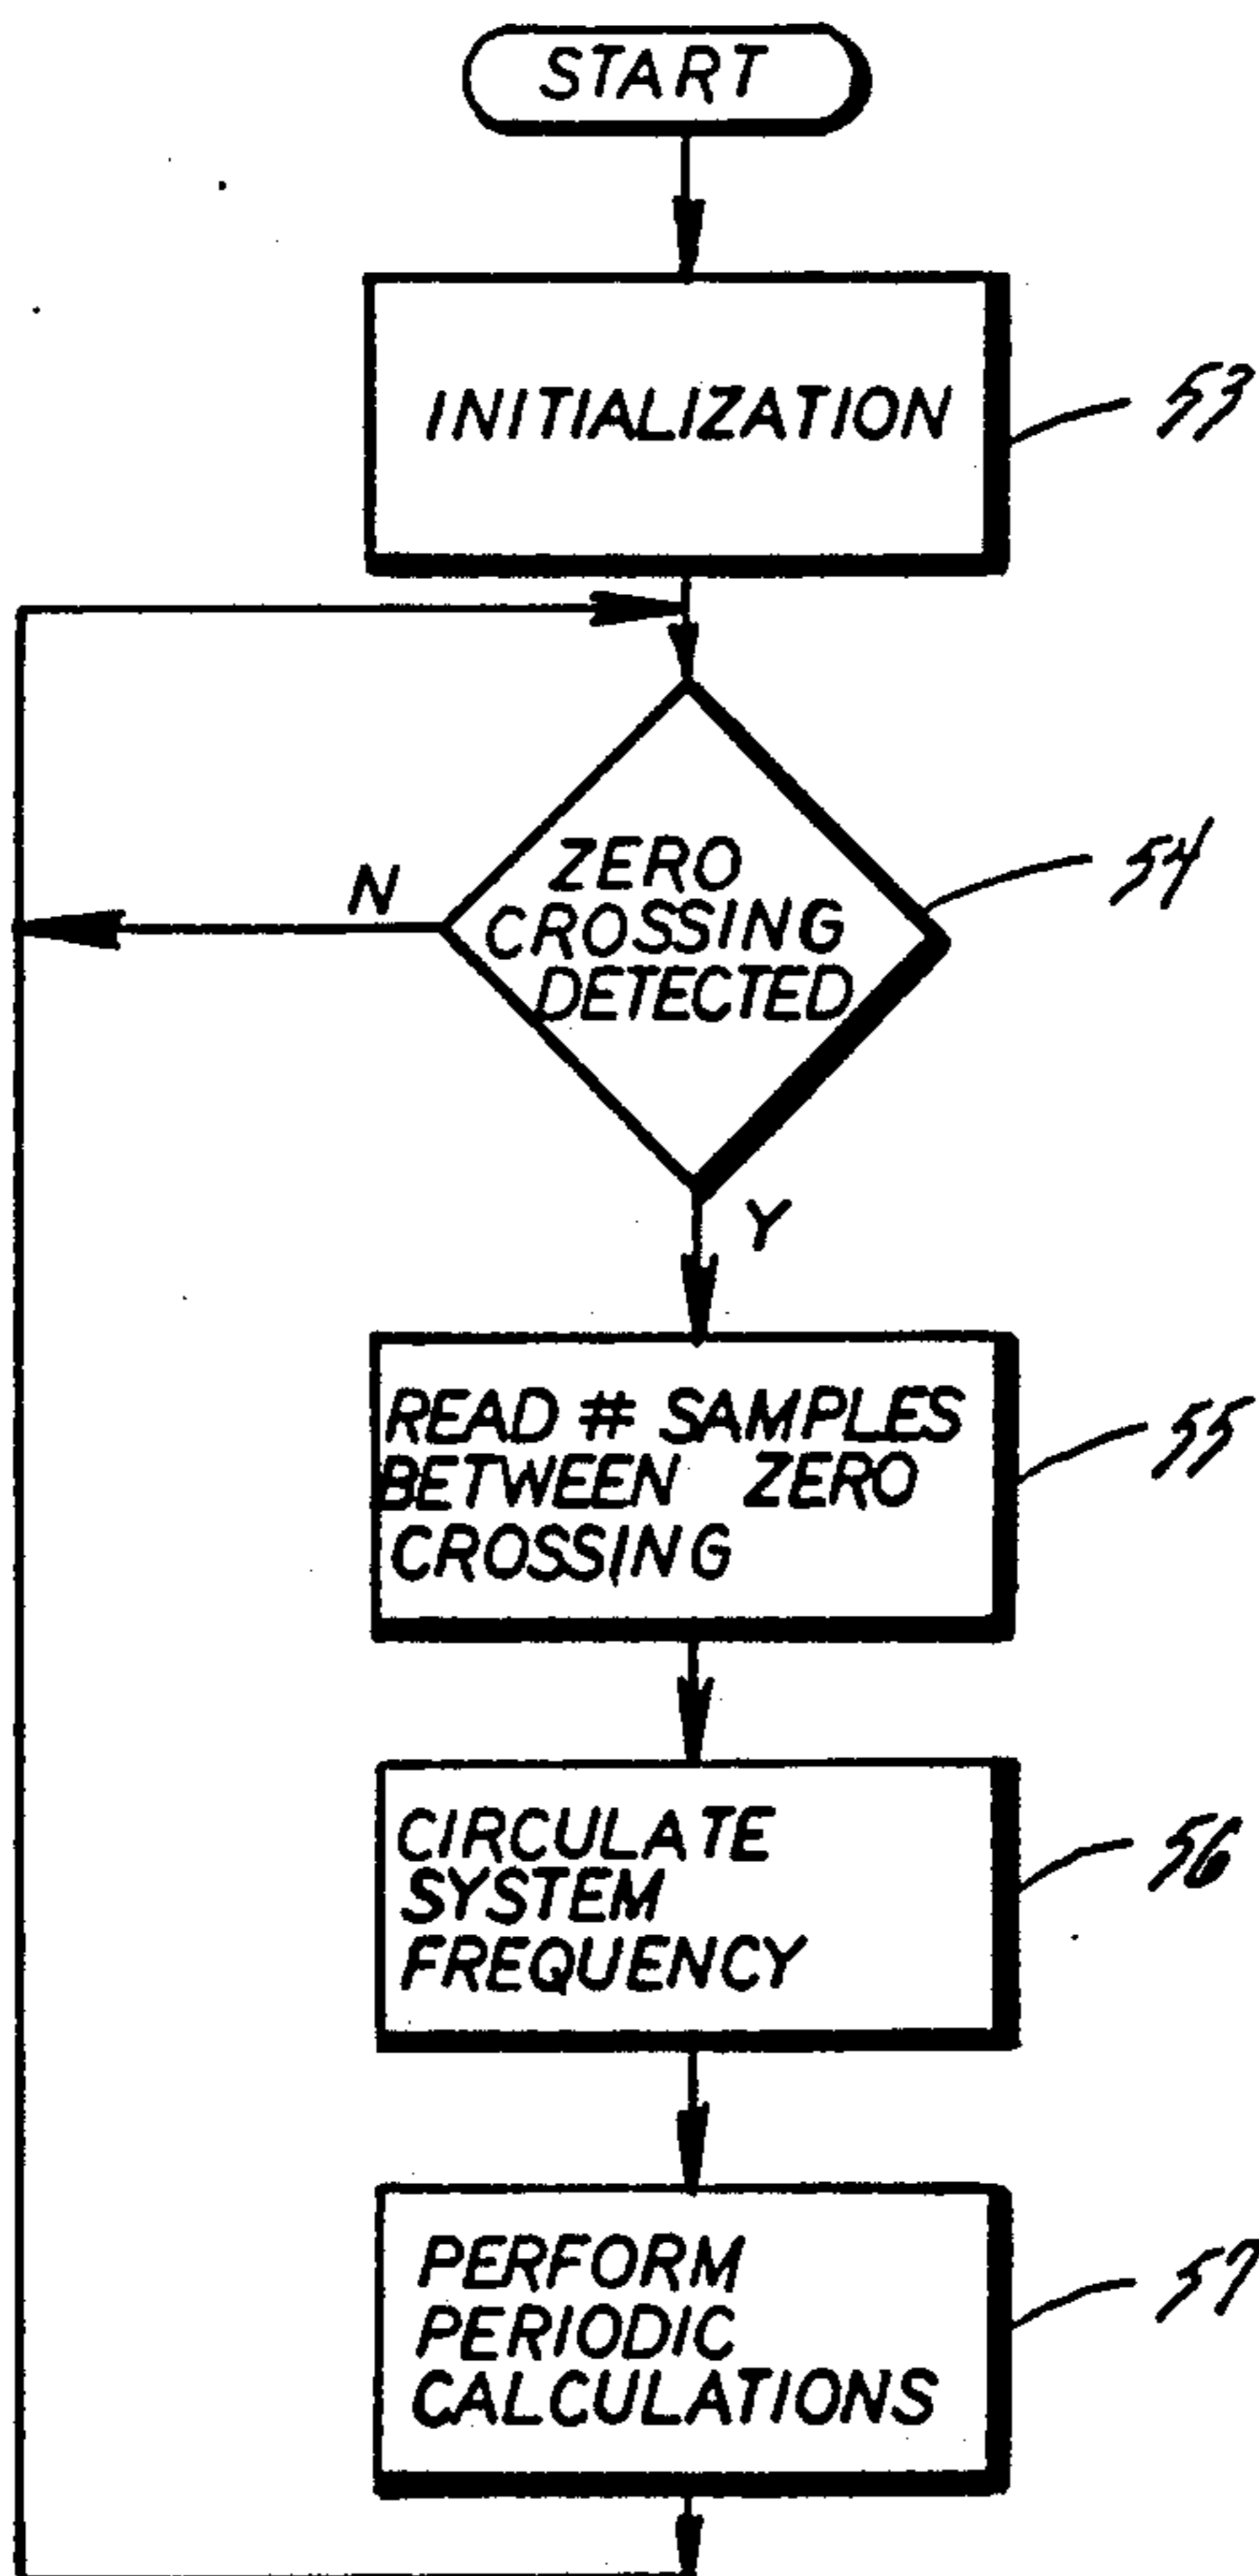 START
INITIALIZATION
53
ZERO
CROSSING
DETECTED
54
N
Y
READ # SAMPLES
BETWEEN ZERO
CROSSING
55
CIRCULATE
SYSTEM
FREQUENCY
56
PERFORM
PERIODIC
CALCULATIONS
57